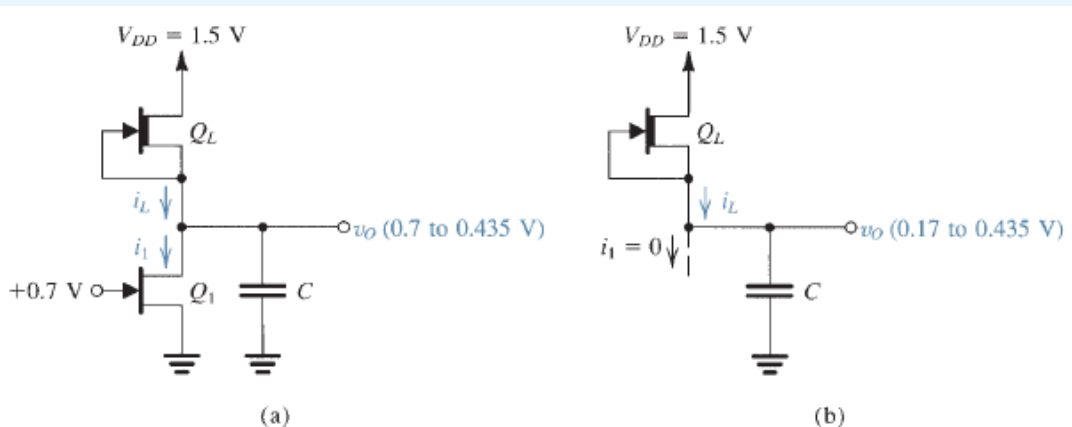 V_DD = 1.5 V
Q_L
i_L
v_O (0.7 to 0.435 V)
i_1
+0.7 V
Q_1
C
(a)
V_DD = 1.5 V
Q_L
i_L
v_O (0.17 to 0.435 V)
i_1 = 0
C
(b)